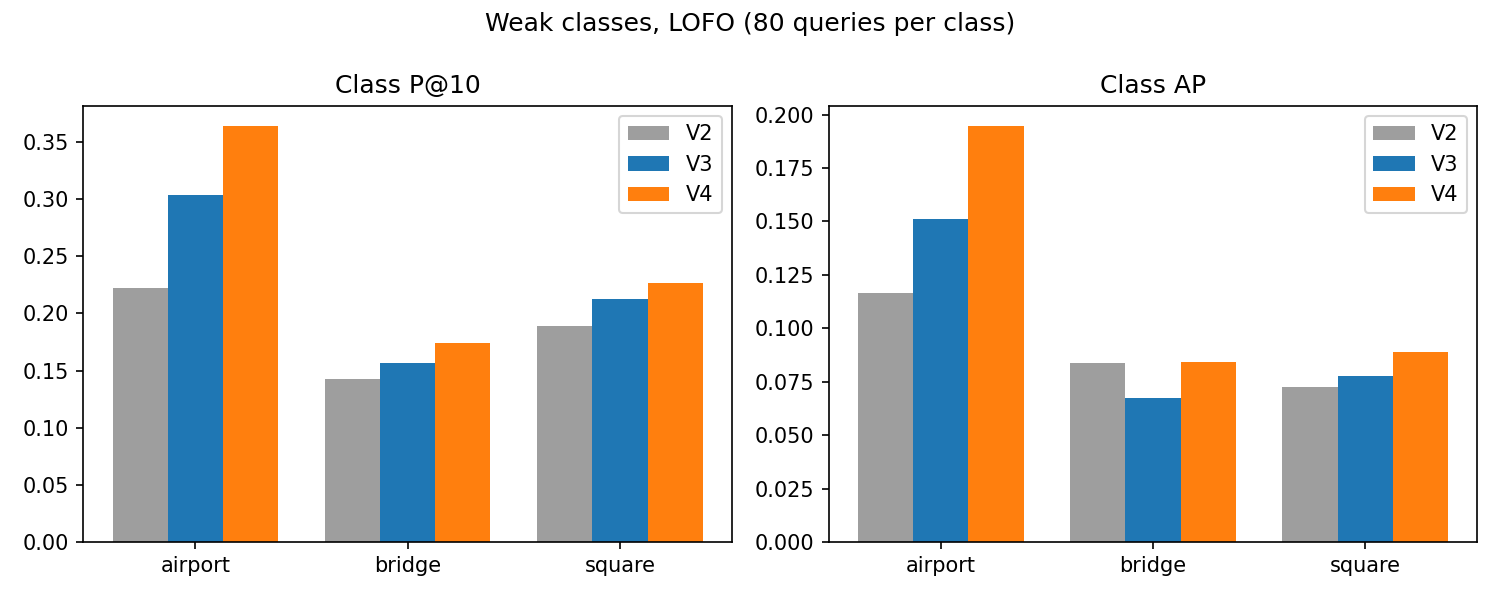 Weak classes, LOFO (80 queries per class)
Class P@10
0.35
0.30
0.25
0.20
0.15
0.10
0.05
0.00
V2
V3
V4
airport bridge square
Class AP
0.200
0.175
0.150
0.125
0.100
0.075
0.050
0.025
0.000
V2
V3
V4
airport bridge square